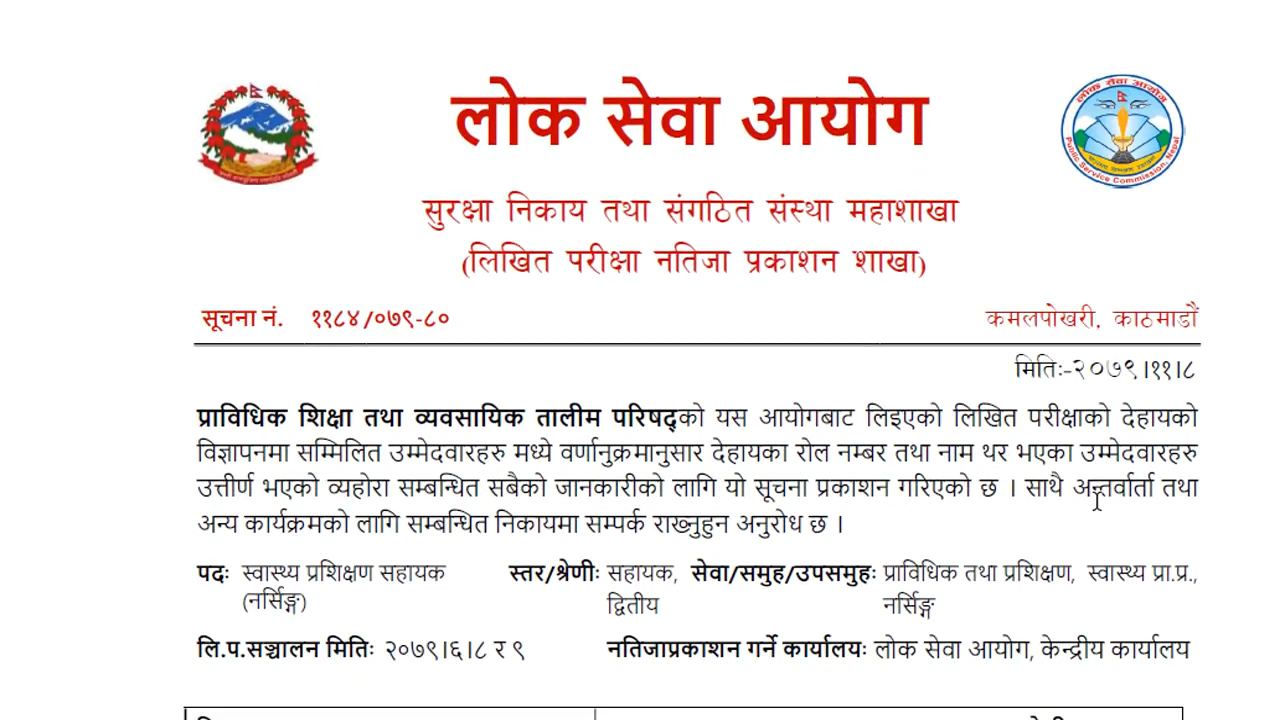 लोक सेवा आयोग
लोक सेवा आयोग
Public Service Commission, Nepal
सुरक्षा निकाय तथा संगठित संस्था महाशाखा
(लिखित परीक्षा नतिजा प्रकाशन शाखा)
सूचना नं. ११८४/०७९-८० कमलपोखरी, काठमाडौं
मितिः-२०७९।११।८
प्राविधिक शिक्षा तथा व्यवसायिक तालीम परिषद्को यस आयोगबाट लिइएको लिखित परीक्षाको देहायको
विज्ञापनमा सम्मिलित उम्मेदवारहरु मध्ये वर्णानुक्रमानुसार देहायका रोल नम्बर तथा नाम थर भएका उम्मेदवारहरु
उत्तीर्ण भएको व्यहोरा सम्बन्धित सबैको जानकारीको लागि यो सूचना प्रकाशन गरिएको छ । साथै अन्तर्वार्ता तथा
अन्य कार्यक्रमको लागि सम्बन्धित निकायमा सम्पर्क राख्नुहुन अनुरोध छ ।
पदः स्वास्थ्य प्रशिक्षण सहायक स्तर/श्रेणीः सहायक, सेवा/समुह/उपसमुहः प्राविधिक तथा प्रशिक्षण, स्वास्थ्य प्रा.प्र.,
(नर्सिङ्ग) द्वितीय नर्सिङ्ग
लि.प.सञ्चालन मितिः २०७९।६।८ र ९ नतिजाप्रकाशन गर्ने कार्यालयः लोक सेवा आयोग, केन्द्रीय कार्यालय